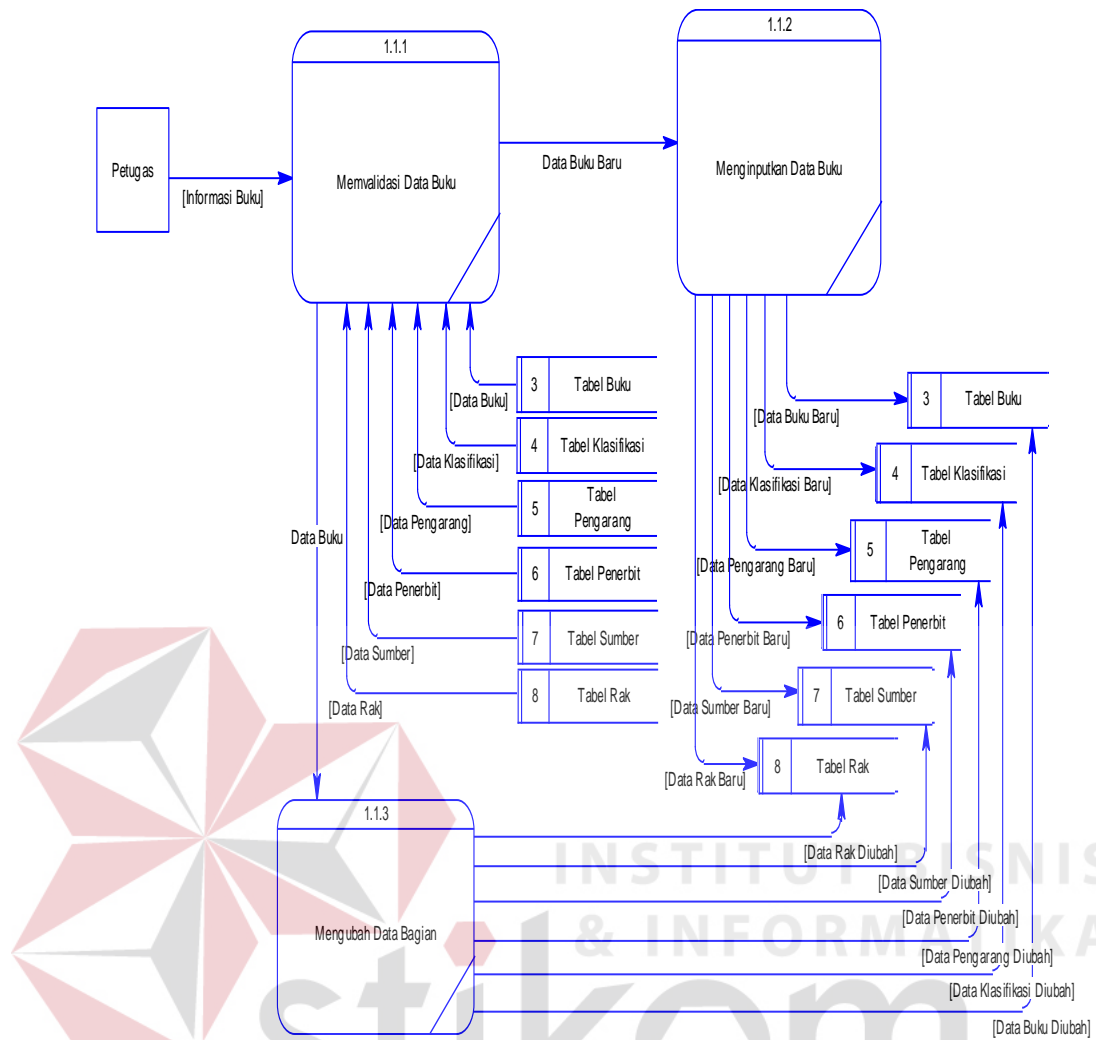 1.1.1
1.1.2
Petugas
[Informasi Buku]
Memvalidasi Data Buku
Data Buku Baru
Menginputkan Data Buku
3 Tabel Buku
[Data Buku]
4 Tabel Klasifikasi
[Data Klasifikasi]
5 Tabel
Pengarang
[Data Pengarang]
6 Tabel Penerbit
[Data Penerbit]
7 Tabel Sumber
[Data Sumber]
8 Tabel Rak
[Data Rak]
Data Buku
3 Tabel Buku
[Data Buku Baru]
4 Tabel Klasifikasi
[Data Klasifikasi Baru]
5 Tabel
Pengarang
[Data Pengarang Baru]
6 Tabel Penerbit
[Data Penerbit Baru]
7 Tabel Sumber
[Data Sumber Baru]
8 Tabel Rak
[Data Rak Baru]
1.1.3
Mengubah Data Bagian
[Data Rak Diubah]
[Data Sumber Diubah]
[Data Penerbit Diubah]
[Data Pengarang Diubah]
[Data Klasifikasi Diubah]
[Data Buku Diubah]
INSTITUT BISNIS
& INFORMATIKA
stikom